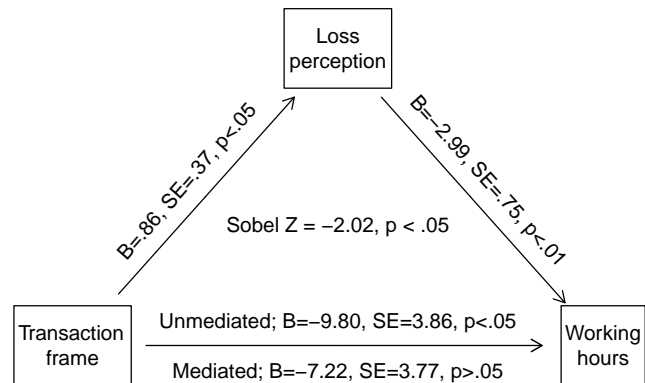 Loss
perception
B=.86, SE=.37, p<.05
B=−2.99, SE=.75, p<.01
Sobel Z = −2.02, p < .05
Transaction
frame
Unmediated; B=−9.80, SE=3.86, p<.05
Mediated; B=−7.22, SE=3.77, p>.05
Working
hours